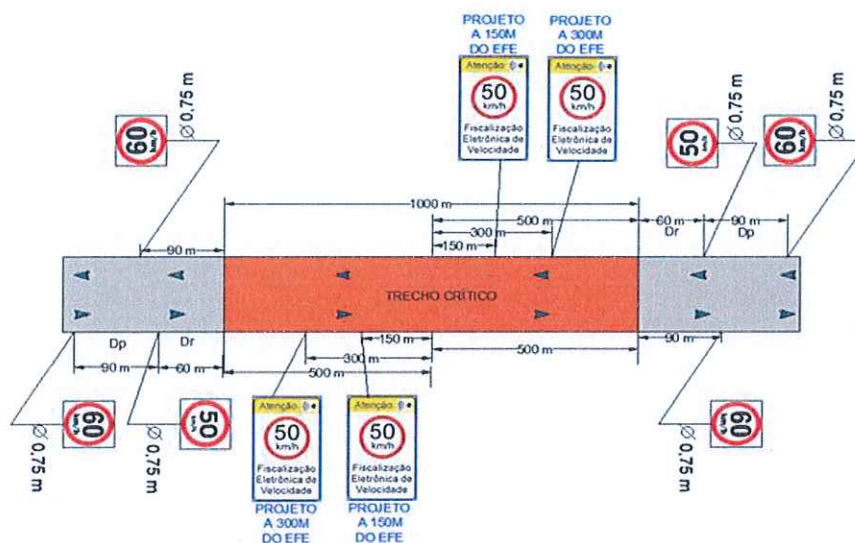 PROJETO
A 150M
DO EFE
PROJETO
A 300M
DO EFE
Atenção
50
km/h
Fiscalização
Eletrônica de
Velocidade
Atenção
50
km/h
Fiscalização
Eletrônica de
Velocidade
60
km/h
Ø 0,75 m
50
km/h
Ø 0,75 m
60
km/h
Ø 0,75 m
1000 m
500 m
60 m
90 m
300 m
Dr
Dp
90 m
150 m
TRECHO CRÍTICO
Dp
Dr
150 m
90 m
60 m
300 m
500 m
500 m
90 m
60
km/h
Ø 0,75 m
50
km/h
Ø 0,75 m
60
km/h
Ø 0,75 m
Atenção
50
km/h
Fiscalização
Eletrônica de
Velocidade
Atenção
50
km/h
Fiscalização
Eletrônica de
Velocidade
PROJETO
A 300M
DO EFE
PROJETO
A 150M
DO EFE